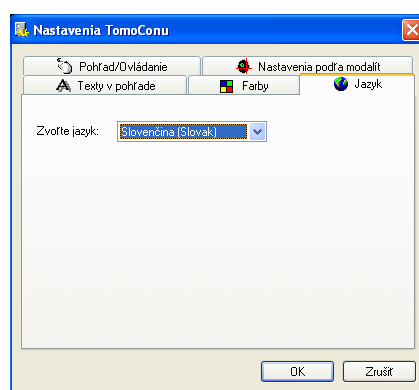 Nastavenia TomoConu
Pohľad/Ovládanie
Nastavenia podľa modalít
Texty v pohľade
Farby
Jazyk
Zvoľte jazyk:
Slovenčina (Slovak)
OK
Zrušiť